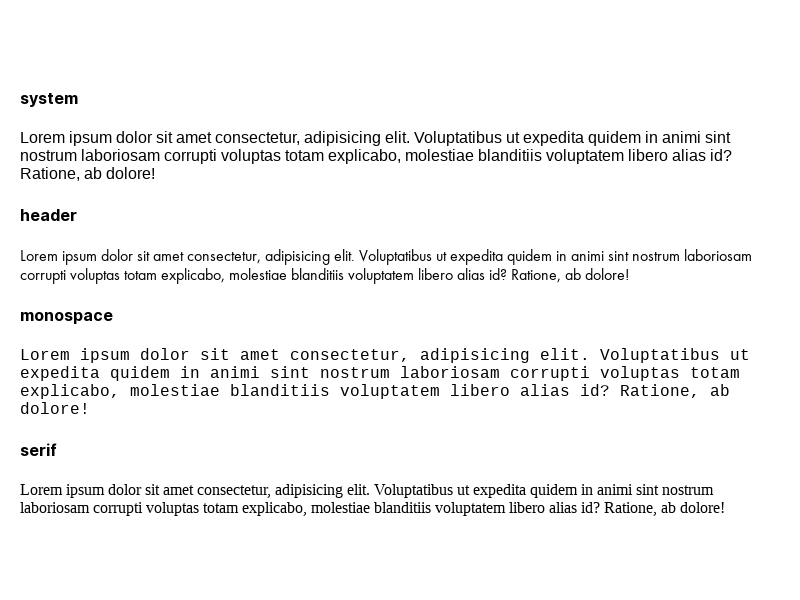 system
Lorem ipsum dolor sit amet consectetur, adipisicing elit. Voluptatibus ut expedita quidem in animi sint
nostrum laboriosam corrupti voluptas totam explicabo, molestiae blanditiis voluptatem libero alias id?
Ratione, ab dolore!
header
Lorem ipsum dolor sit amet consectetur, adipisicing elit. Voluptatibus ut expedita quidem in animi sint nostrum laboriosam
corrupti voluptas totam explicabo, molestiae blanditiis voluptatem libero alias id? Ratione, ab dolore!
monospace
Lorem ipsum dolor sit amet consectetur, adipisicing elit. Voluptatibus ut
expedita quidem in animi sint nostrum laboriosam corrupti voluptas totam
explicabo, molestiae blanditiis voluptatem libero alias id? Ratione, ab
dolore!
serif
Lorem ipsum dolor sit amet consectetur, adipisicing elit. Voluptatibus ut expedita quidem in animi sint nostrum
laboriosam corrupti voluptas totam explicabo, molestiae blanditiis voluptatem libero alias id? Ratione, ab dolore!